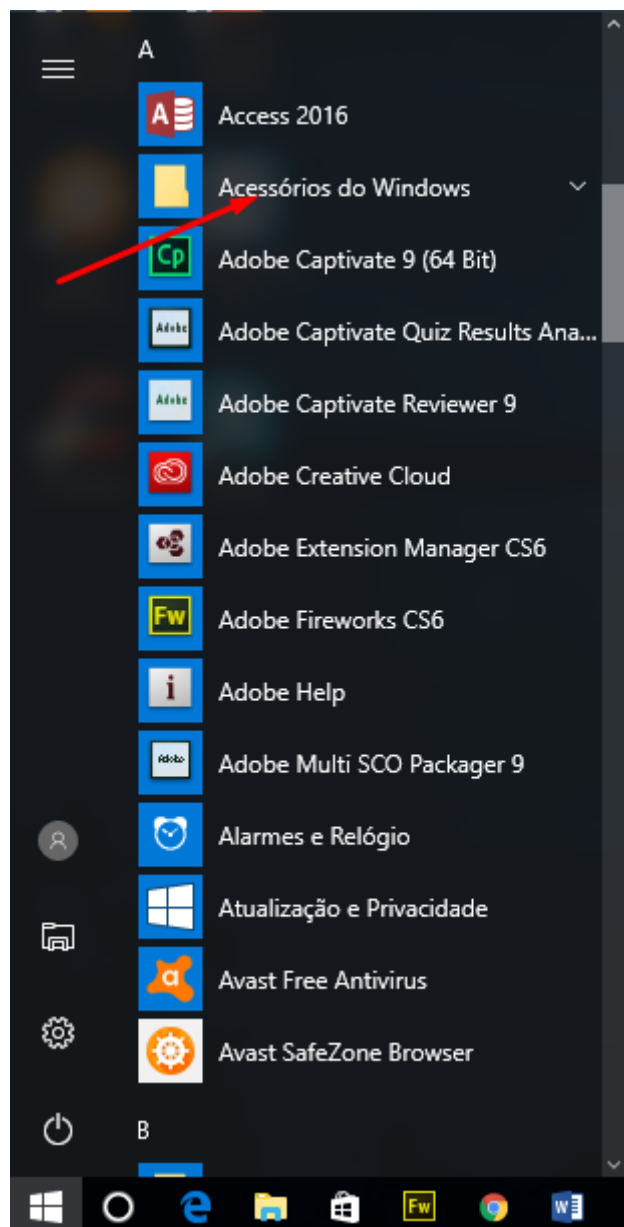 A
Access 2016
Acessórios do Windows
Adobe Captivate 9 (64 Bit)
Adobe Captivate Quiz Results Ana...
Adobe Captivate Reviewer 9
Adobe Creative Cloud
Adobe Extension Manager CS6
Adobe Fireworks CS6
Adobe Help
Adobe Multi SCO Packager 9
Alarmes e Relógio
Atualização e Privacidade
Avast Free Antivirus
Avast SafeZone Browser
B